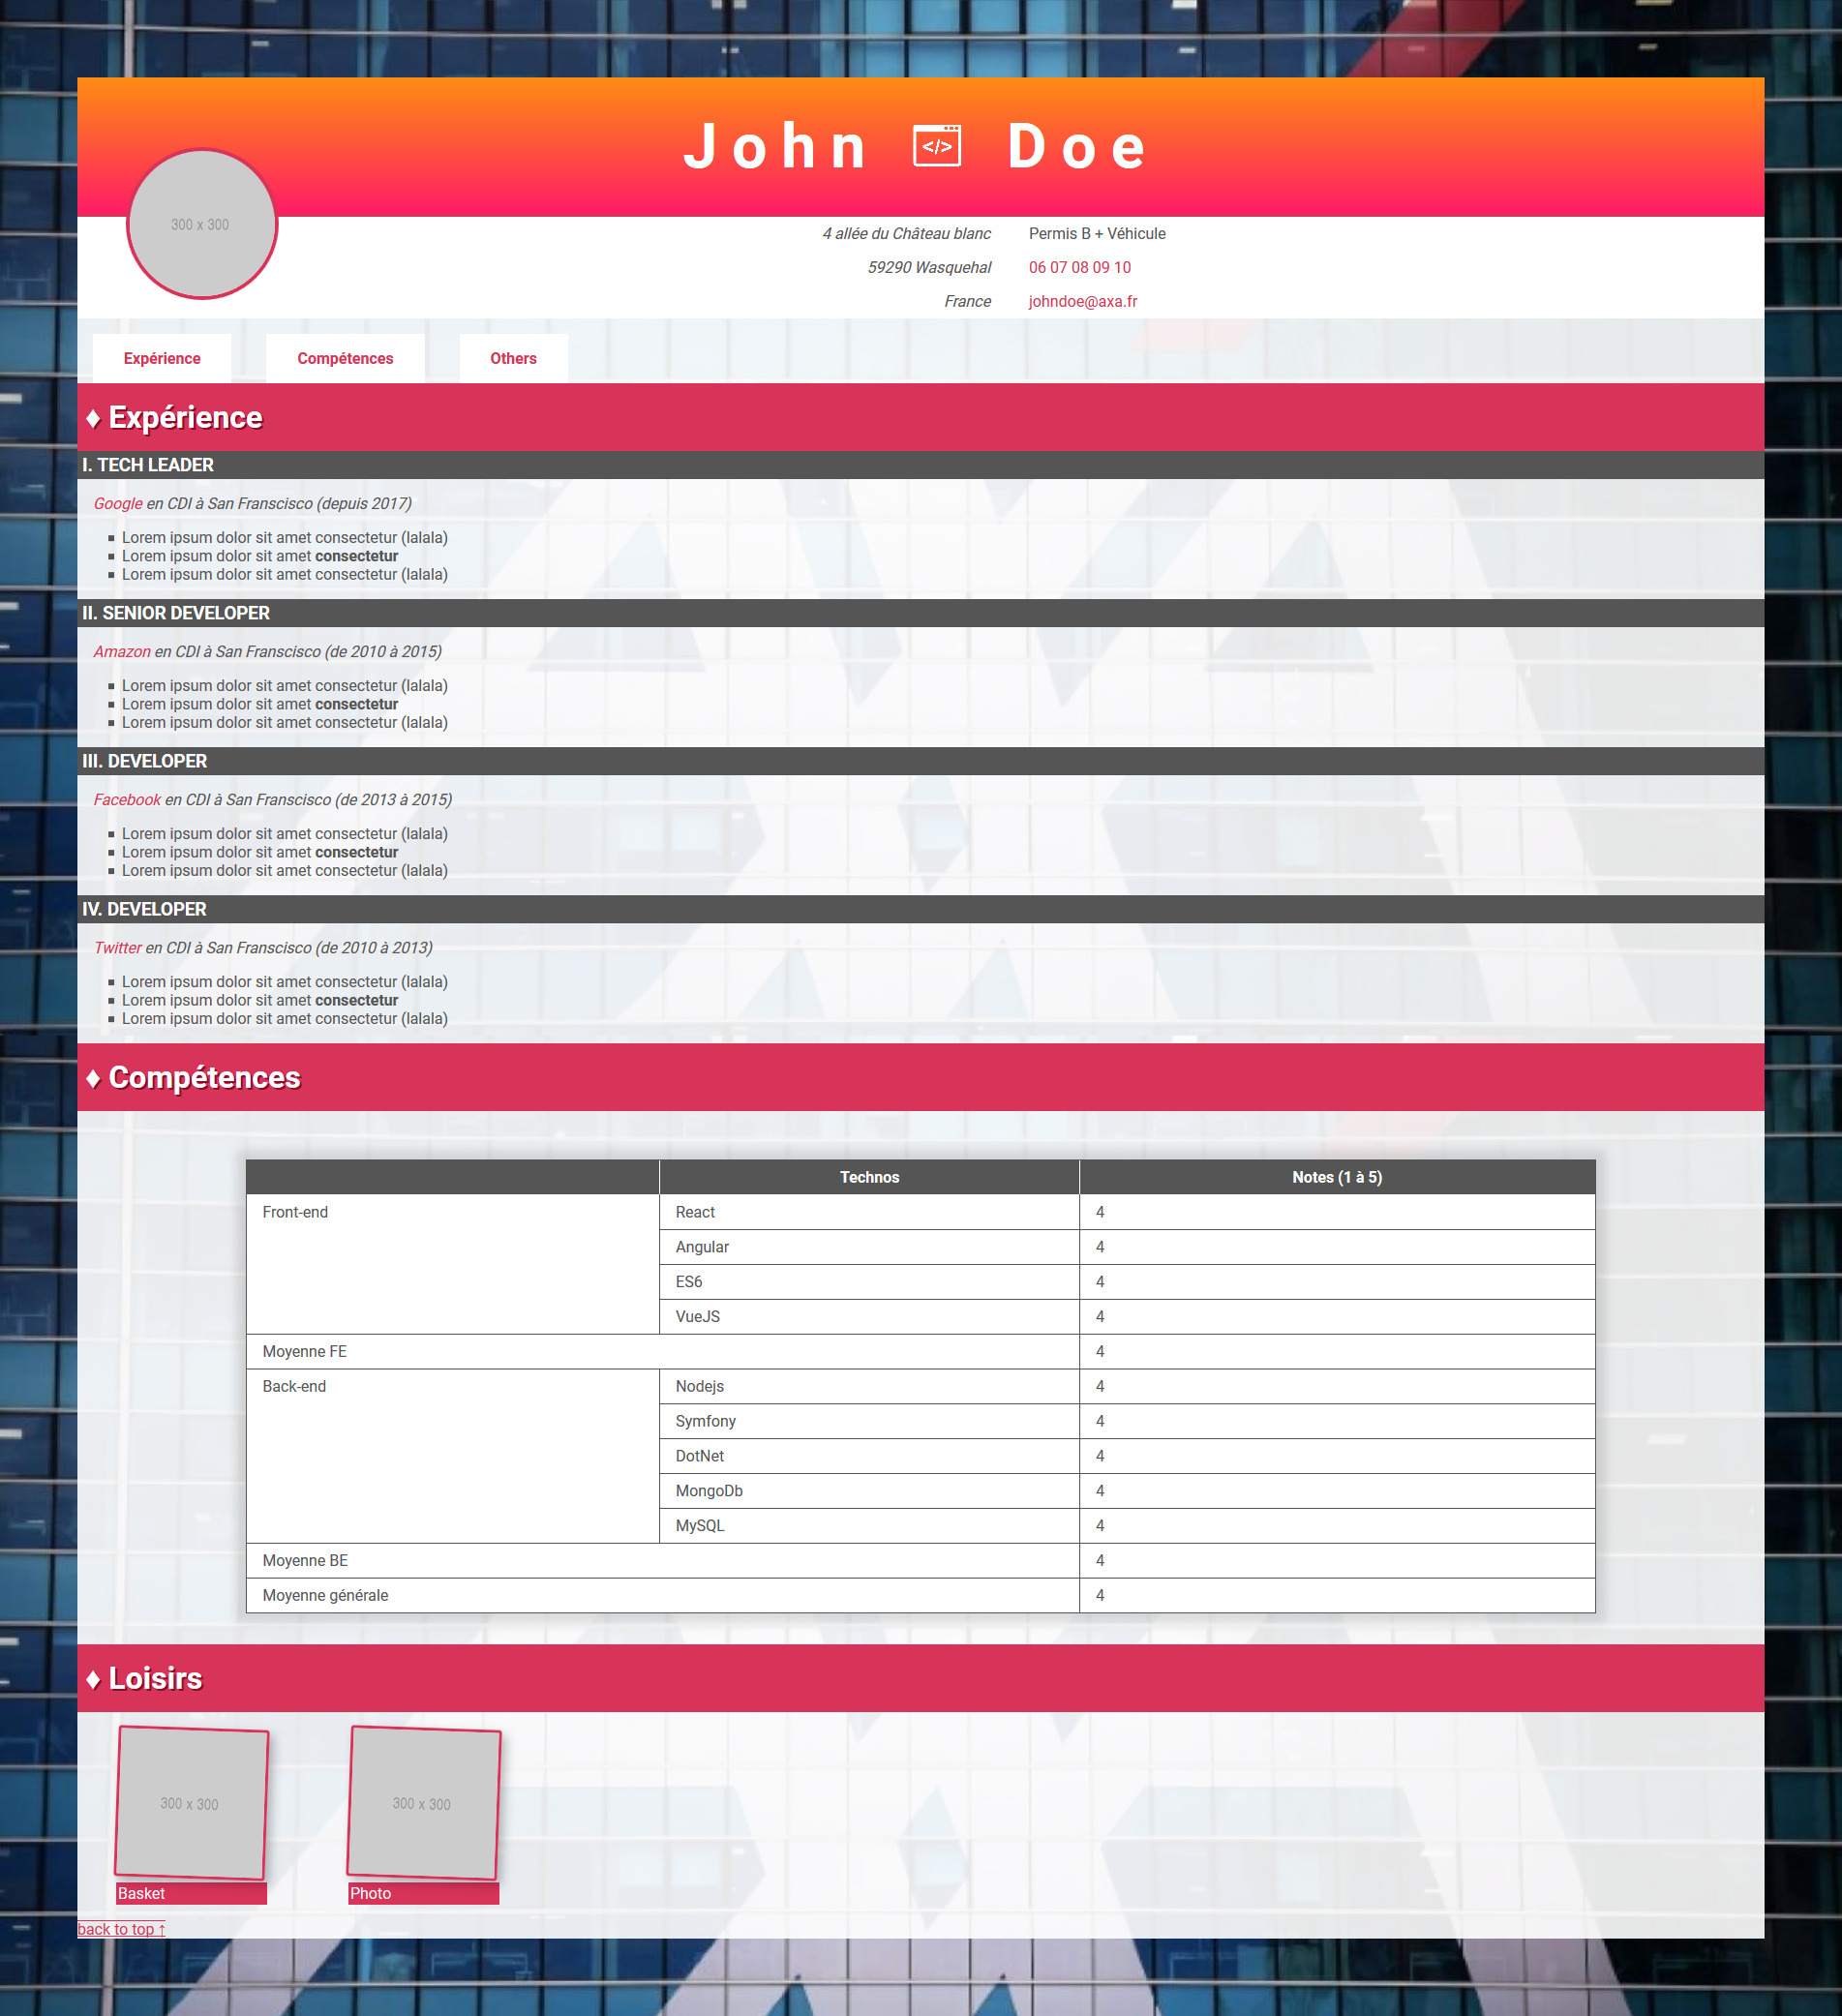 John </> Doe
300 x 300
4 allée du Château blanc
59290 Wasquehal
France
Permis B + Véhicule
06 07 08 09 10
johndoe@axa.fr
Expérience Compétences Others
♦ Expérience
I. TECH LEADER
Google en CDI à San Franscisco (depuis 2017)
Lorem ipsum dolor sit amet consectetur (lalala)
Lorem ipsum dolor sit amet consectetur
Lorem ipsum dolor sit amet consectetur (lalala)
II. SENIOR DEVELOPER
Amazon en CDI à San Franscisco (de 2010 à 2015)
Lorem ipsum dolor sit amet consectetur (lalala)
Lorem ipsum dolor sit amet consectetur
Lorem ipsum dolor sit amet consectetur (lalala)
III. DEVELOPER
Facebook en CDI à San Franscisco (de 2013 à 2015)
Lorem ipsum dolor sit amet consectetur (lalala)
Lorem ipsum dolor sit amet consectetur
Lorem ipsum dolor sit amet consectetur (lalala)
IV. DEVELOPER
Twitter en CDI à San Franscisco (de 2010 à 2013)
Lorem ipsum dolor sit amet consectetur (lalala)
Lorem ipsum dolor sit amet consectetur
Lorem ipsum dolor sit amet consectetur (lalala)
♦ Compétences
Technos Notes (1 à 5)
Front-end React 4
Angular 4
ES6 4
VueJS 4
Moyenne FE 4
Back-end Nodejs 4
Symfony 4
DotNet 4
MongoDb 4
MySQL 4
Moyenne BE 4
Moyenne générale 4
♦ Loisirs
300 x 300 300 x 300
Basket Photo
back to top ↑